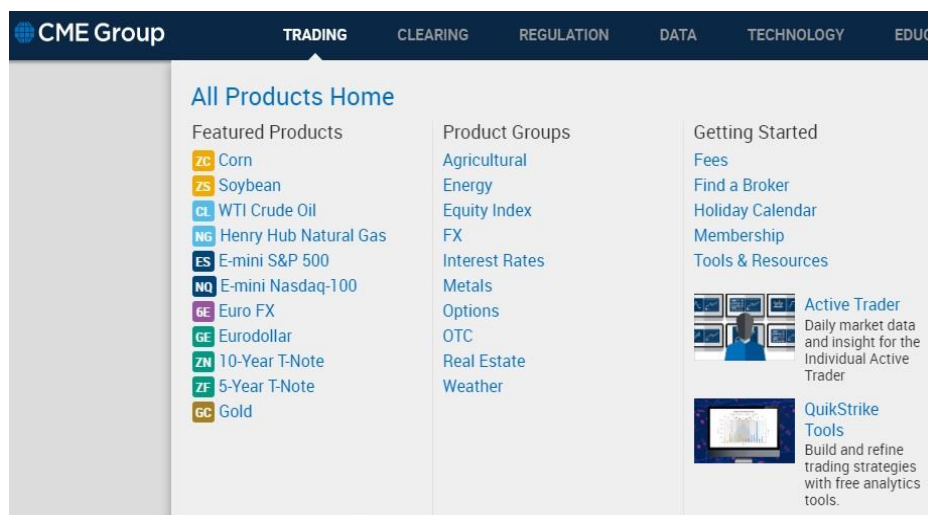 CME Group
TRADING CLEARING REGULATION DATA TECHNOLOGY
All Products Home
Featured Products
ZC Corn
ZS Soybean
CL WTI Crude Oil
NG Henry Hub Natural Gas
ES E-mini S&P 500
NQ E-mini Nasdaq-100
6E Euro FX
GE Eurodollar
ZN 10-Year T-Note
ZF 5-Year T-Note
GC Gold
Product Groups
Agricultural
Energy
Equity Index
FX
Interest Rates
Metals
Options
OTC
Real Estate
Weather
Getting Started
Fees
Find a Broker
Holiday Calendar
Membership
Tools & Resources
Active Trader
Daily market data
and insight for the
Individual Active
Trader
QuikStrike
Tools
Build and refine
trading strategies
with free analytics
tools.